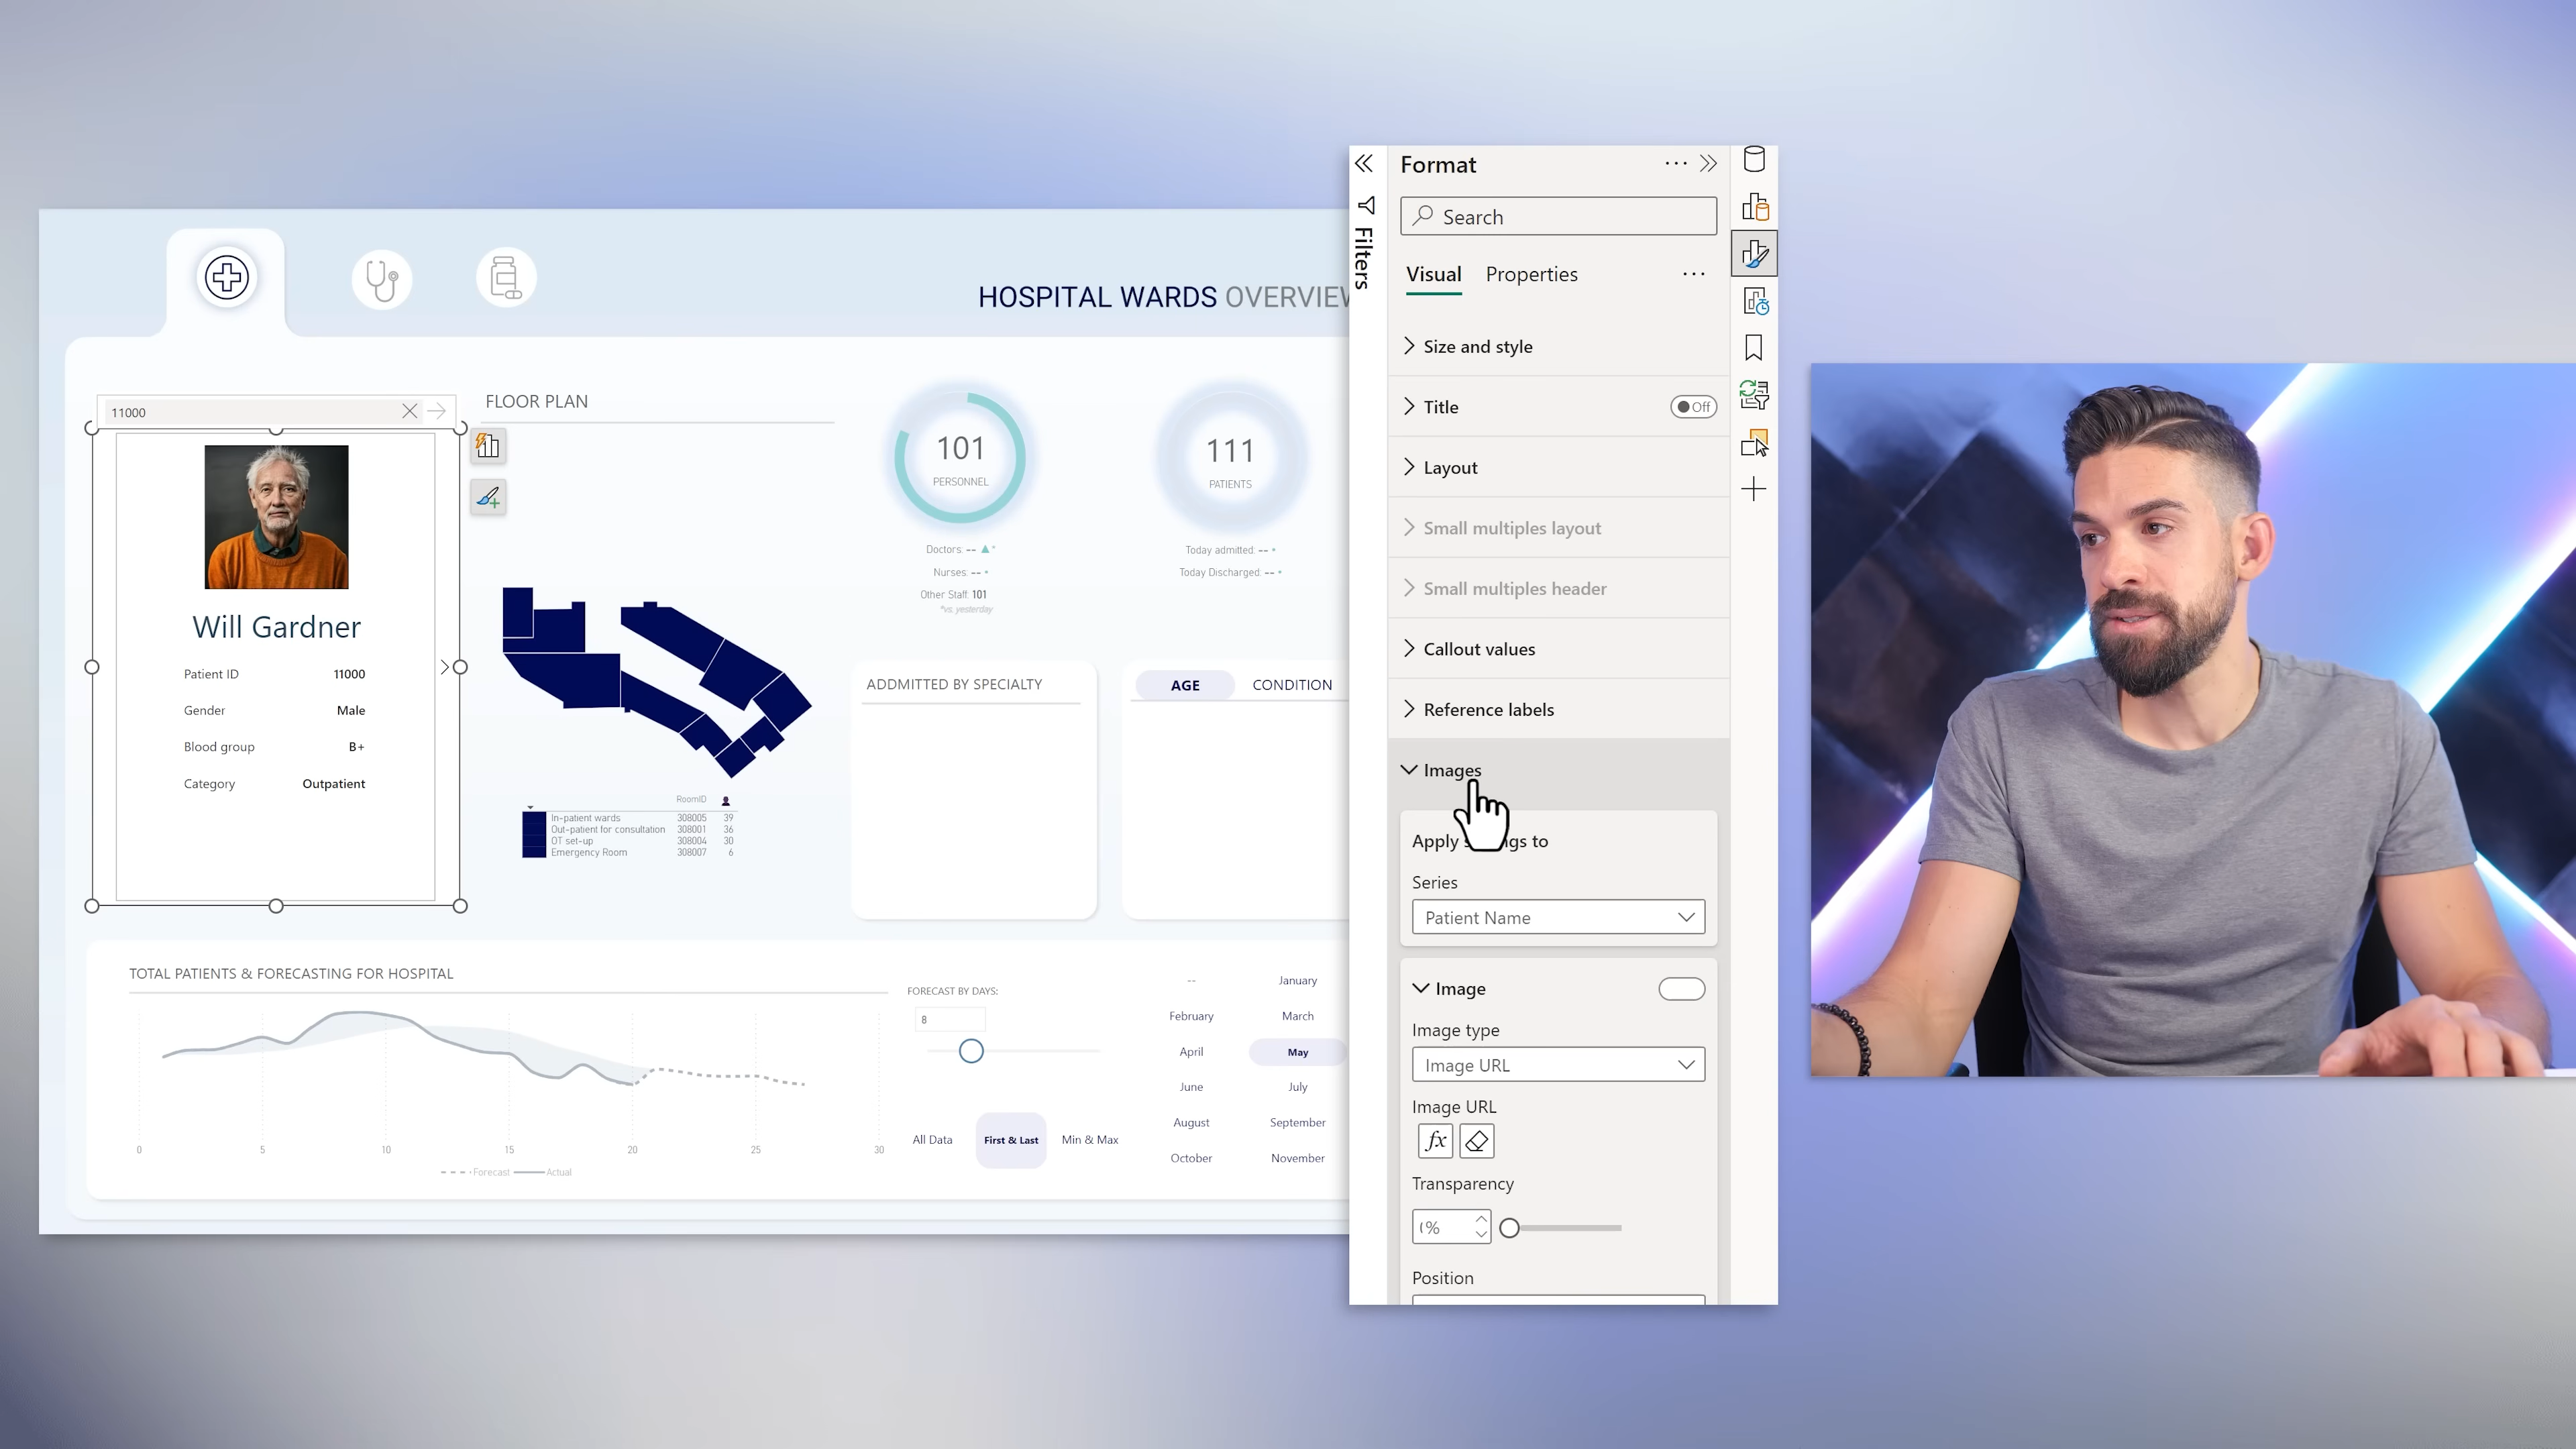 HOSPITAL WARDS OVERVIEW
11000
Will Gardner
Patient ID 11000
Gender Male
Blood group B+
Category Outpatient
FLOOR PLAN
RoomID
In-patient wards 308005 39
Out-patient for consultation 308001 36
OT set-up 308004 30
Emergency Room 308007 6
101
PERSONNEL
Doctors: -- ▲ *
Nurses: -- *
Other Staff: 101
*vs. yesterday
111
PATIENTS
Today admitted: -- *
Today Discharged: -- *
ADDMITTED BY SPECIALTY
AGE CONDITION
TOTAL PATIENTS & FORECASTING FOR HOSPITAL
0 5 10 15 20 25 30
Forecast Actual
FORECAST BY DAYS:
8
All Data First & Last Min & Max
-- January
February March
April May
June July
August September
October November
Filters
Format
Search
Visual Properties
Size and style
Title Off
Layout
Small multiples layout
Small multiples header
Callout values
Reference labels
Images
Apply to
Series
Patient Name
Image
Image type
Image URL
Image URL
fx
Transparency
%
Position